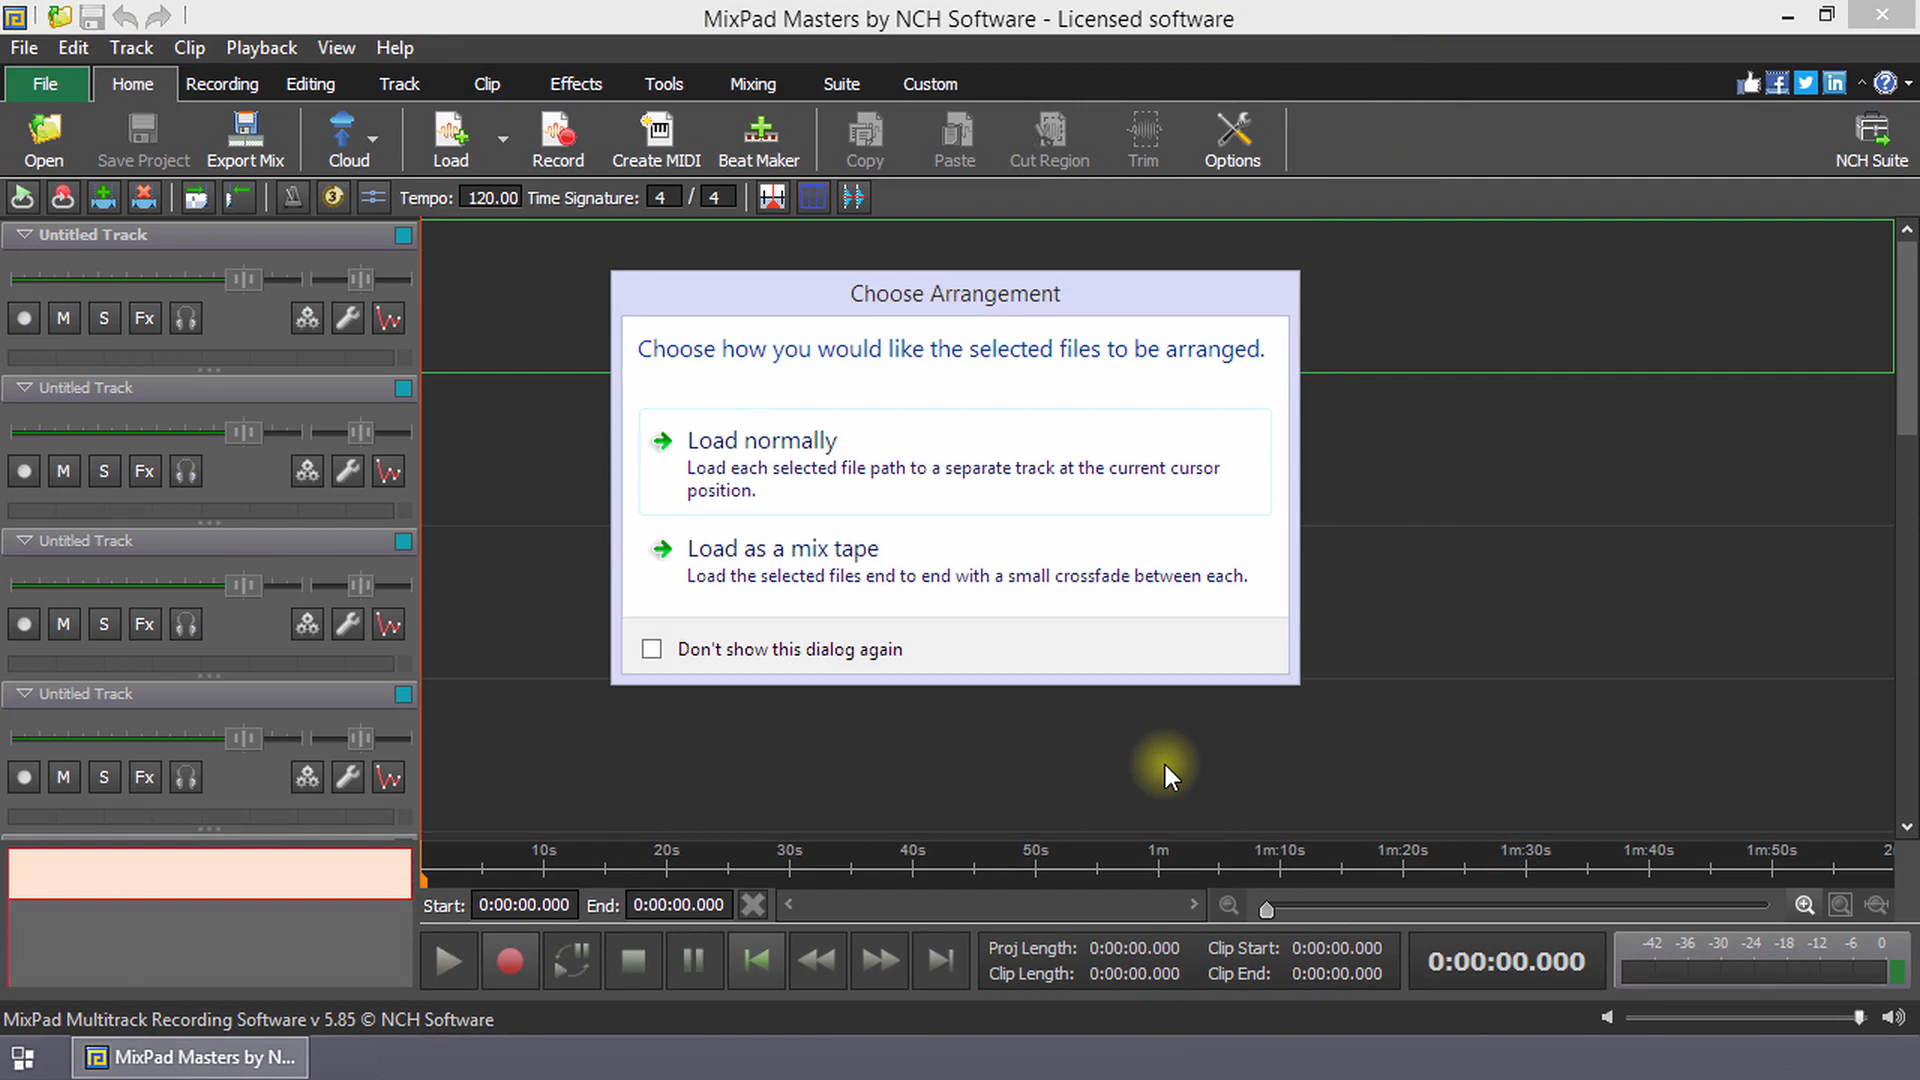 MixPad Masters by NCH Software - Licensed software
File Edit Track Clip Playback View Help
File Home Recording Editing Track Clip Effects Tools Mixing Suite Custom
Open Save Project Export Mix Cloud Load Record Create MIDI Beat Maker Copy Paste Cut Region Trim Options NCH Suite
Tempo: 120.00 Time Signature: 4 / 4
Untitled Track
M S Fx
Untitled Track
M S Fx
Untitled Track
M S Fx
Untitled Track
M S Fx
Choose Arrangement
Choose how you would like the selected files to be arranged.
Load normally
Load each selected file path to a separate track at the current cursor
position.
Load as a mix tape
Load the selected files end to end with a small crossfade between each.
Don't show this dialog again
10s 20s 30s 40s 50s 1m 1m:10s 1m:20s 1m:30s 1m:40s 1m:50s 2
Start: 0:00:00.000 End: 0:00:00.000
Proj Length: 0:00:00.000 Clip Start: 0:00:00.000
Clip Length: 0:00:00.000 Clip End: 0:00:00.000
0:00:00.000
-42 -36 -30 -24 -18 -12 -6 0
MixPad Multitrack Recording Software v 5.85 © NCH Software
MixPad Masters by N...